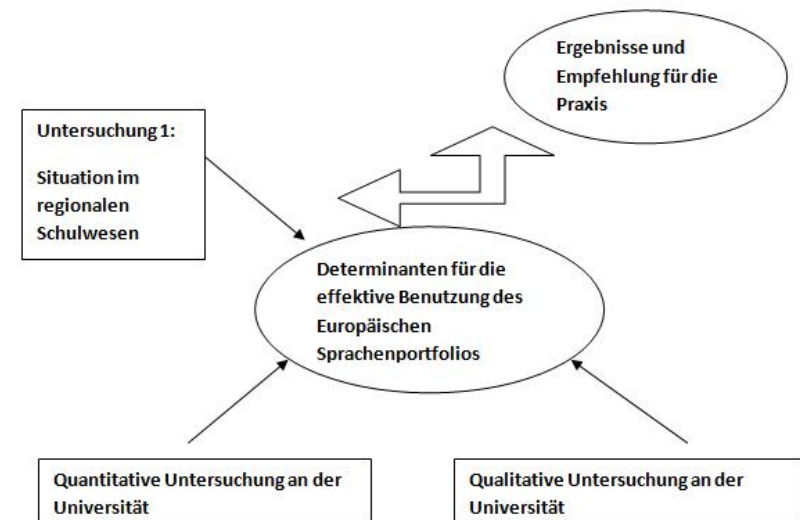 Ergebnisse und
Empfehlung für die
Praxis
Untersuchung 1:
Situation im
regionalen
Schulwesen
Determinanten für die
effektive Benutzung des
Europäischen
Sprachenportfolios
Quantitative Untersuchung an der
Universität
Qualitative Untersuchung an der
Universität